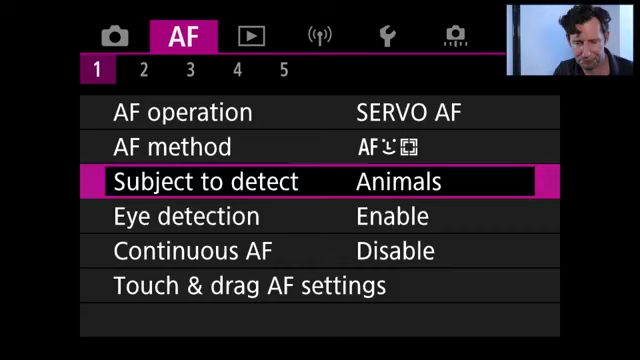 AF
1 2 3 4 5
AF operation SERVO AF
AF method AF
Subject to detect Animals
Eye detection Enable
Continuous AF Disable
Touch & drag AF settings